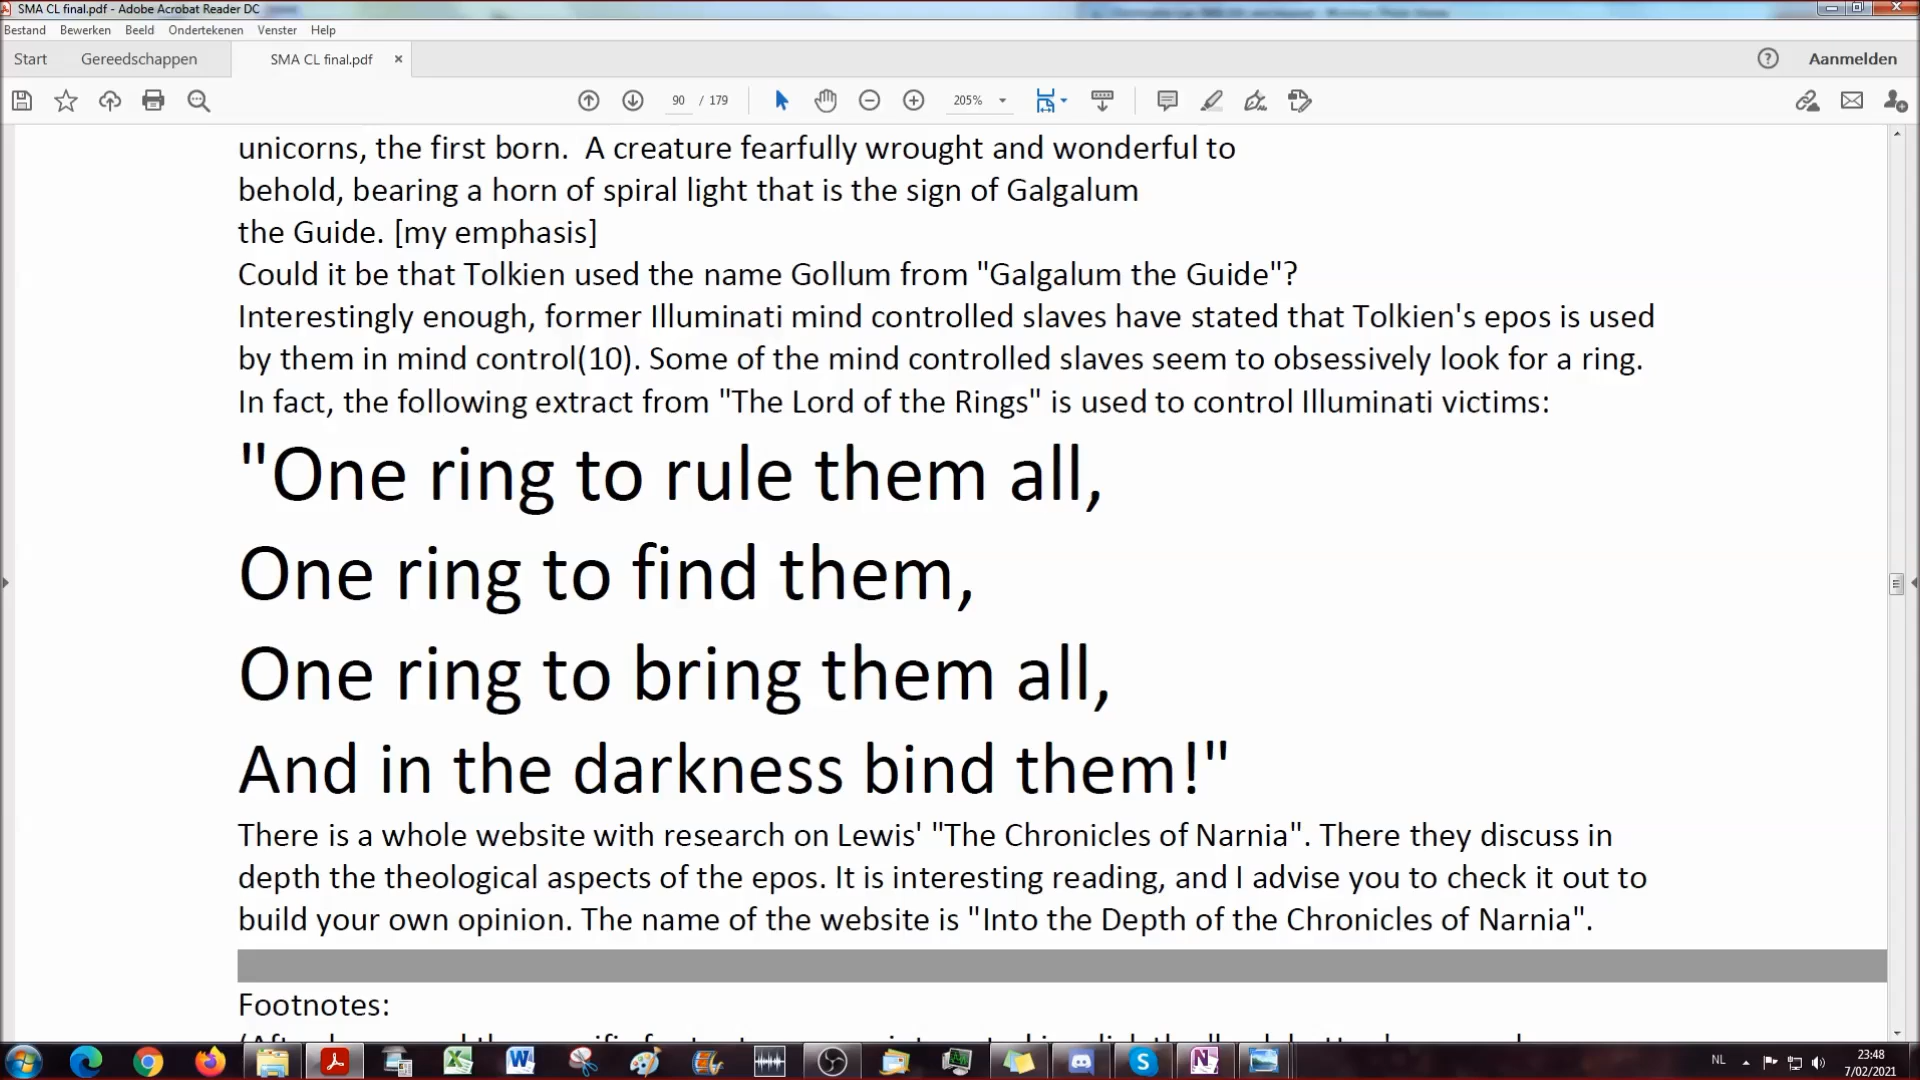 SMA CL final.pdf - Adobe Acrobat Reader DC
Bestand Bewerken Beeld Ondertekenen Venster Help
Start Gereedschappen SMA CL final.pdf × Aanmelden
90 / 179 205%
unicorns, the first born.  A creature fearfully wrought and wonderful to
behold, bearing a horn of spiral light that is the sign of Galgalum
the Guide. [my emphasis]
Could it be that Tolkien used the name Gollum from "Galgalum the Guide"?
Interestingly enough, former Illuminati mind controlled slaves have stated that Tolkien's epos is used
by them in mind control(10). Some of the mind controlled slaves seem to obsessively look for a ring.
In fact, the following extract from "The Lord of the Rings" is used to control Illuminati victims:
"One ring to rule them all,
One ring to find them,
One ring to bring them all,
And in the darkness bind them!"
There is a whole website with research on Lewis' "The Chronicles of Narnia". There they discuss in
depth the theological aspects of the epos. It is interesting reading, and I advise you to check it out to
build your own opinion. The name of the website is "Into the Depth of the Chronicles of Narnia".
Footnotes:
NL 23:48
7/02/2021